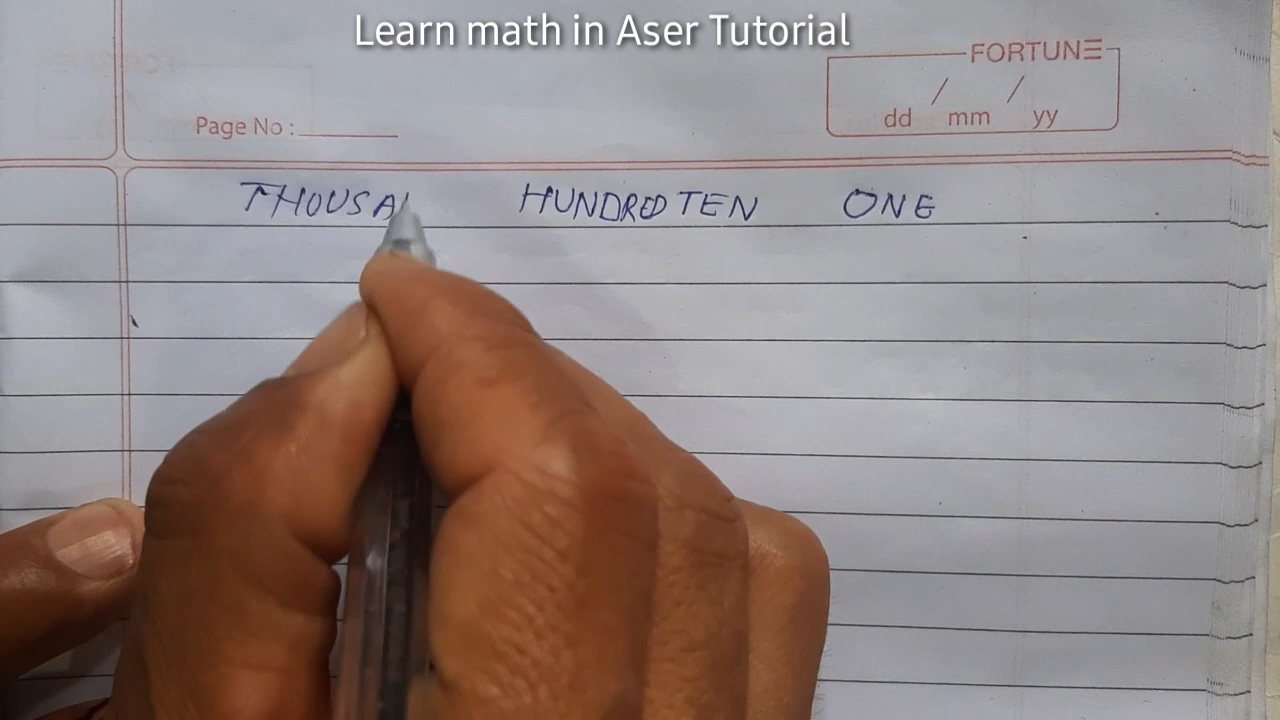 Learn math in Aser Tutorial
FORTUNE
dd / mm / yy
Page No :
THOUSA HUNDRED TEN ONE